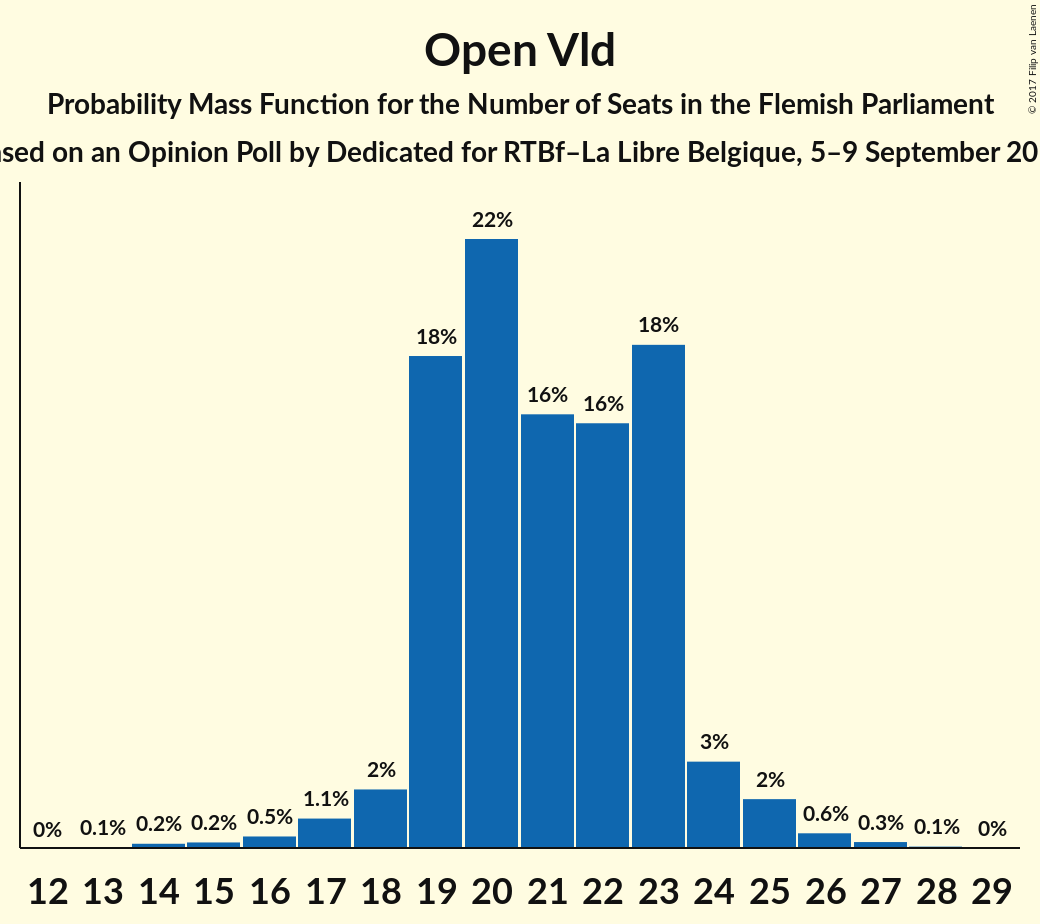 Open Vld
Probability Mass Function for the Number of Seats in the Flemish Parliament
on an Opinion Poll by Dedicated for RTBf–La Libre Belgique, 5–9 September
© 2017 Filip van Laenen
22%
18%
18%
16%
16%
3%
2%
2%
1.1%
0.5%
0.6%
0% 0.1% 0.2% 0.2% 0.3% 0.1% 0%
12 13 14 15 16 17 18 19 20 21 22 23 24 25 26 27 28 29